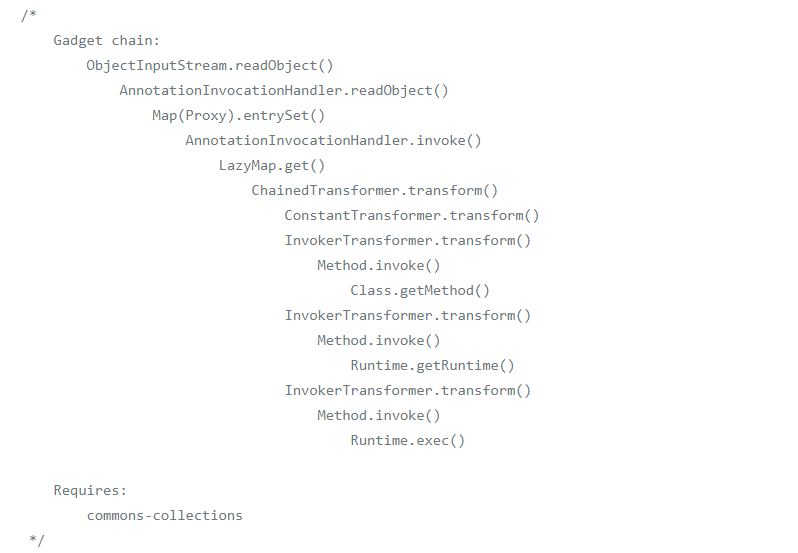 /*
Gadget chain:
ObjectInputStream.readObject()
AnnotationInvocationHandler.readObject()
Map(Proxy).entrySet()
AnnotationInvocationHandler.invoke()
LazyMap.get()
ChainedTransformer.transform()
ConstantTransformer.transform()
InvokerTransformer.transform()
Method.invoke()
Class.getMethod()
InvokerTransformer.transform()
Method.invoke()
Runtime.getRuntime()
InvokerTransformer.transform()
Method.invoke()
Runtime.exec()
Requires:
commons-collections
*/